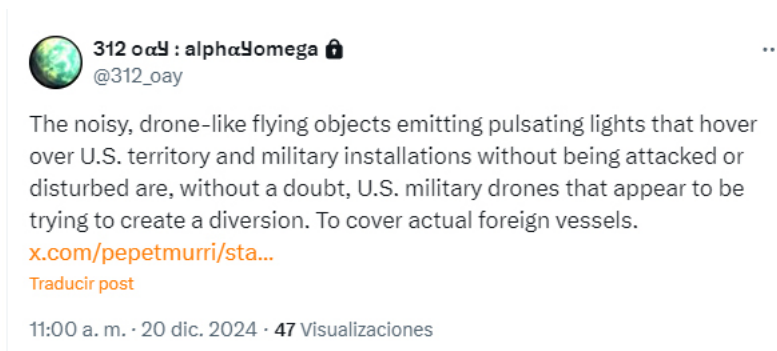 312 oαY : alphαYomega
@312_oay
The noisy, drone-like flying objects emitting pulsating lights that hover
over U.S. territory and military installations without being attacked or
disturbed are, without a doubt, U.S. military drones that appear to be
trying to create a diversion. To cover actual foreign vessels.
x.com/pepetmurri/sta...
Traducir post
11:00 a. m. · 20 dic. 2024 · 47 Visualizaciones